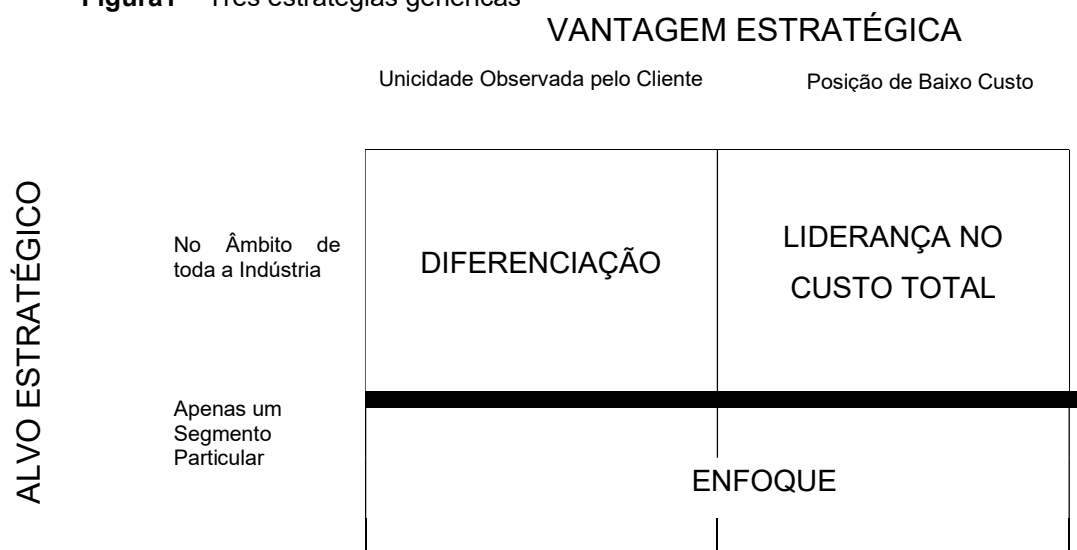 Figura1 – Três estratégias genéricas
VANTAGEM ESTRATÉGICA
Unicidade Observada pelo Cliente
Posição de Baixo Custo
ALVO ESTRATÉGICO
No Âmbito de
toda a Indústria
DIFERENCIAÇÃO
LIDERANÇA NO
CUSTO TOTAL
Apenas um
Segmento
Particular
ENFOQUE